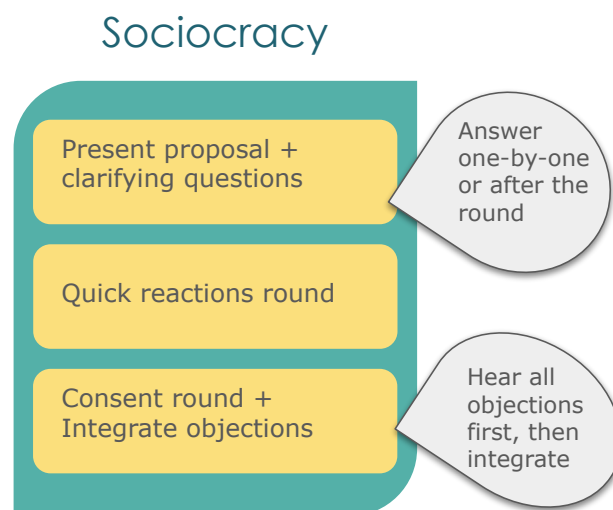 Sociocracy
Present proposal +
clarifying questions
Answer
one-by-one
or after the
round
Quick reactions round
Consent round +
Integrate objections
Hear all
objections
first, then
integrate